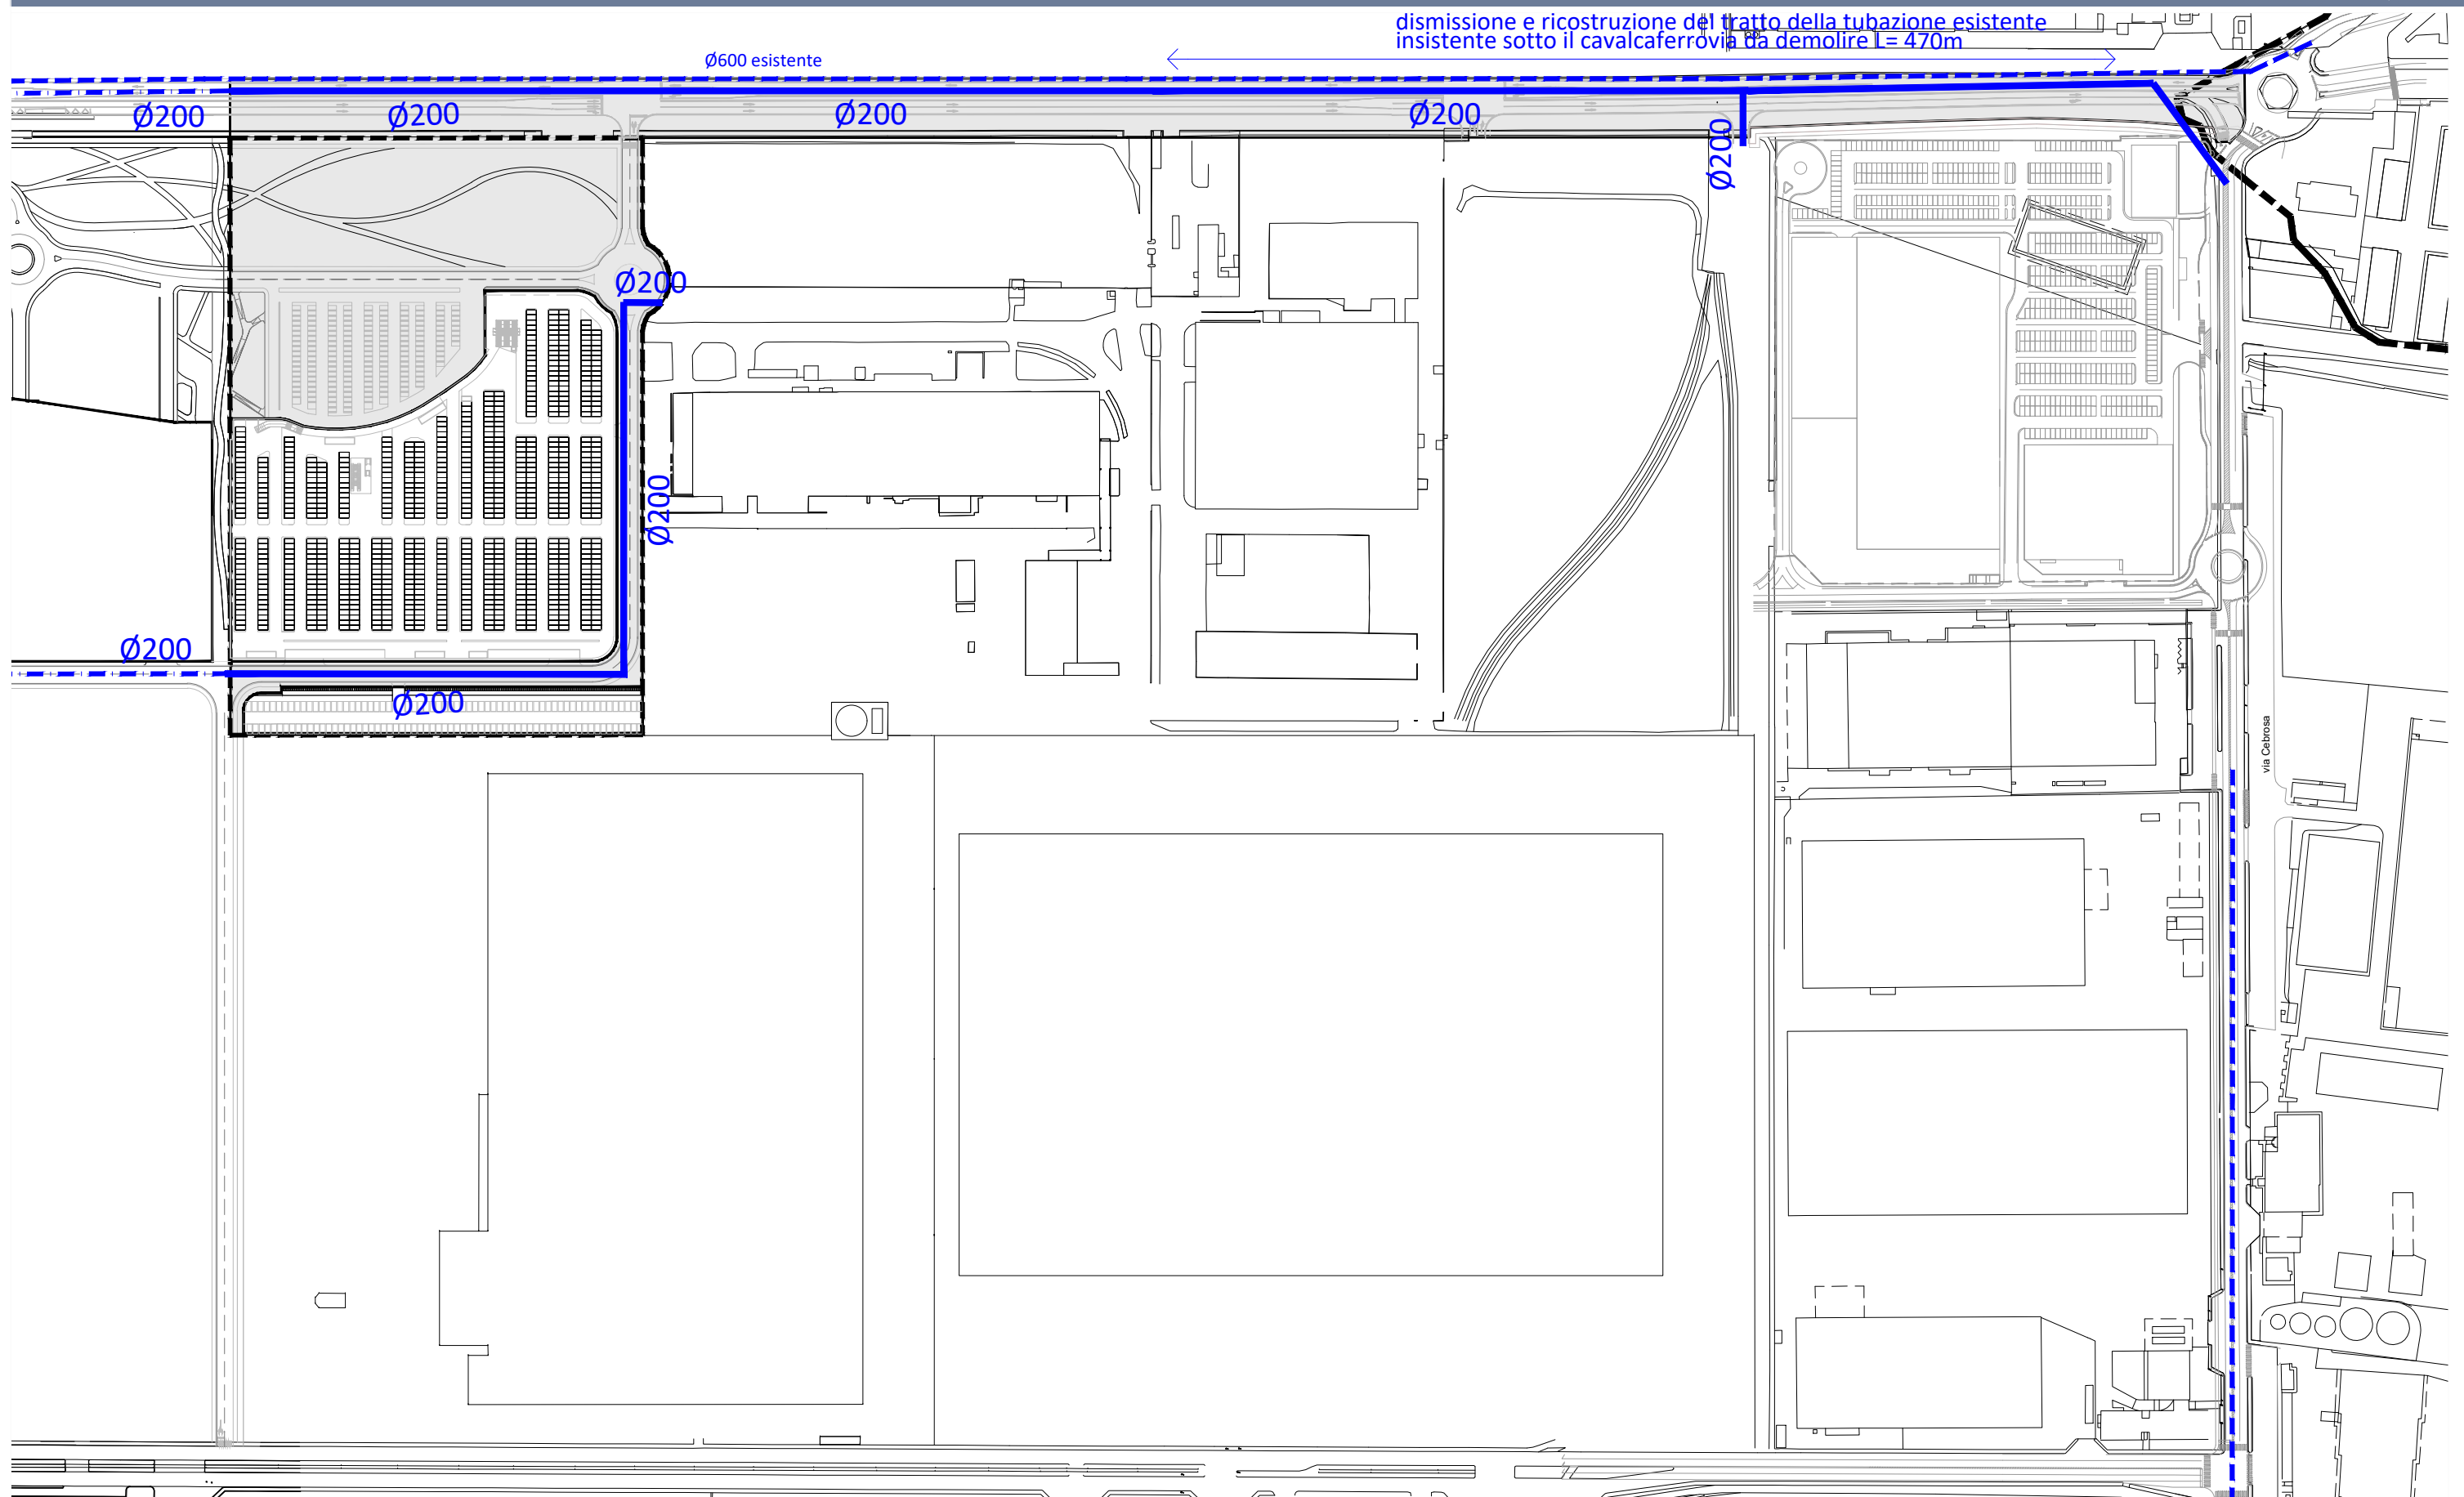 dismissione e ricostruzione del tratto della tubazione esistente
insistente sotto il cavalcaferrovia da demolire L= 470m
Ø600 esistente
Ø200
Ø200
Ø200
Ø200
Ø200
Ø200
Ø200
Ø200
Ø200
via Cebrosa